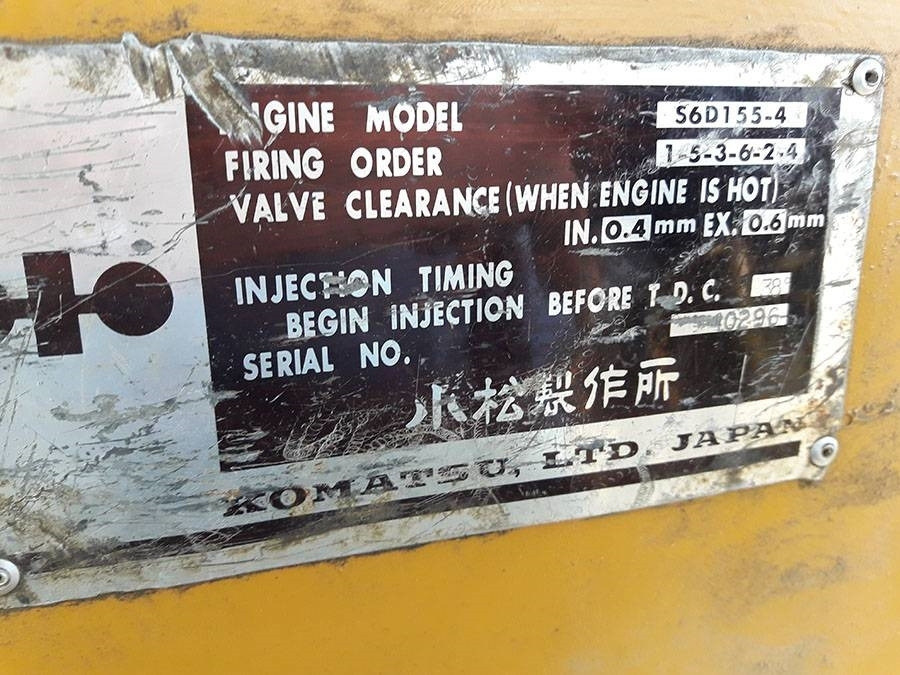 ENGINE MODEL S6D155-4
FIRING ORDER 1-5-3-6-2-4
VALVE CLEARANCE (WHEN ENGINE IS HOT)
IN. 0.4 mm EX. 0.6 mm
INJECTION TIMING
BEGIN INJECTION BEFORE T.D.C.
SERIAL NO.
小松製作所
KOMATSU, LTD. JAPAN